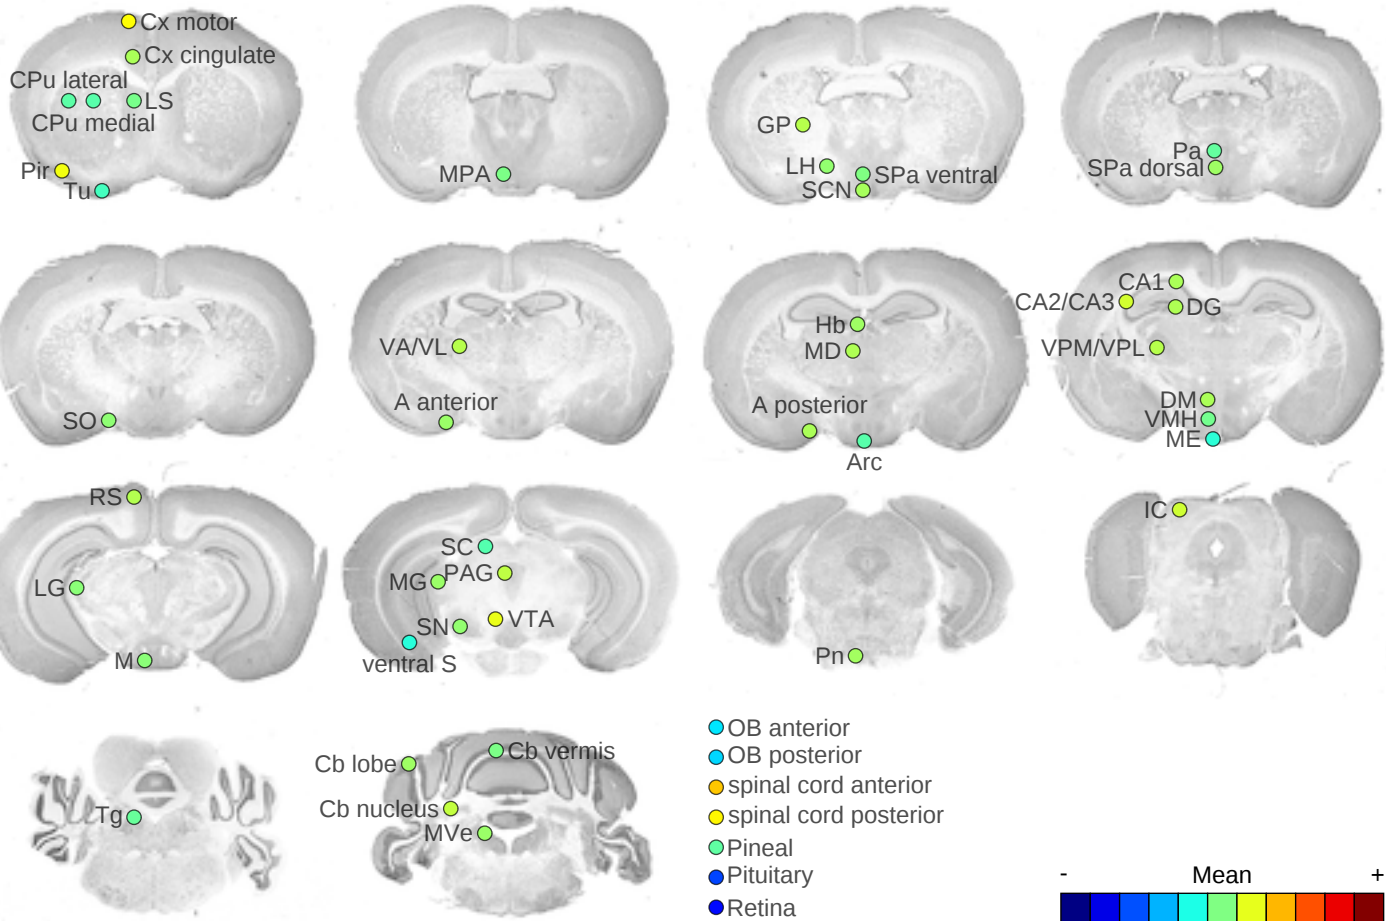 Cx motor
Cx cingulate
CPu lateral
LS
CPu medial
Pir
Tu
MPA
GP
LH
SPa ventral
SCN
Pa
SPa dorsal
SO
VA/VL
A anterior
Hb
MD
A posterior
Arc
CA1
CA2/CA3
DG
VPM/VPL
DM
VMH
ME
RS
LG
M
SC
PAG
MG
VTA
SN
ventral S
Pn
IC
Tg
Cb vermis
Cb lobe
Cb nucleus
MVe
OB anterior
OB posterior
spinal cord anterior
spinal cord posterior
Pineal
Pituitary
Retina
- Mean +